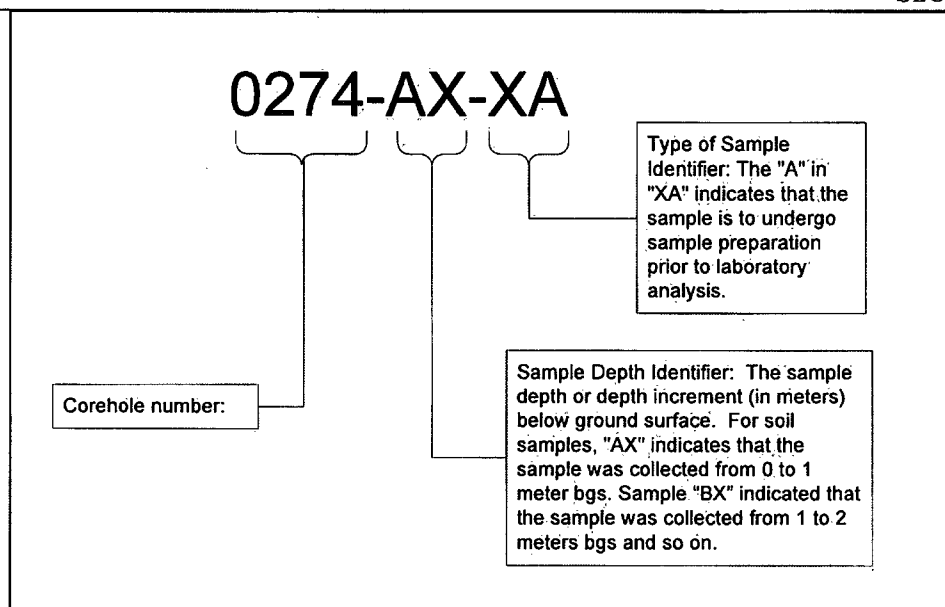 0274-AX-XA
Type of Sample
Identifier: The "A" in
"XA" indicates that the
sample is to undergo
sample preparation
prior to laboratory
analysis.
Corehole number:
Sample Depth Identifier: The sample
depth or depth increment (in meters)
below ground surface. For soil
samples, "AX" indicates that the
sample was collected from 0 to 1
meter bgs. Sample "BX" indicated that
the sample was collected from 1 to 2
meters bgs and so on.